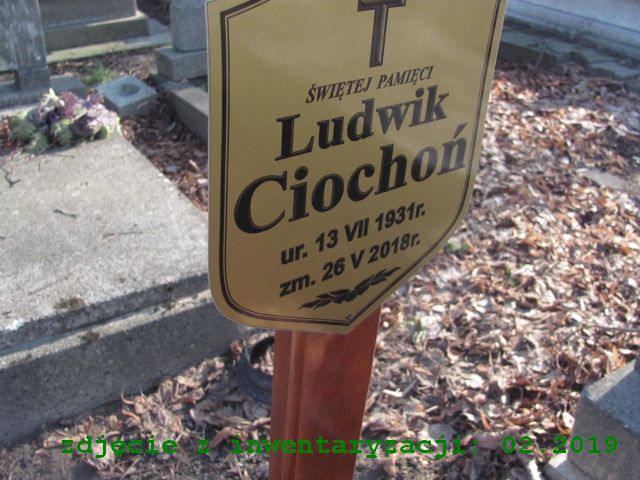 ŚWIĘTEJ PAMIĘCI
Ludwik
Ciochoń
ur. 13 VII 1931r.
zm. 26 V 2018r.
zdjęcie z inwentaryzacji: 02.2019